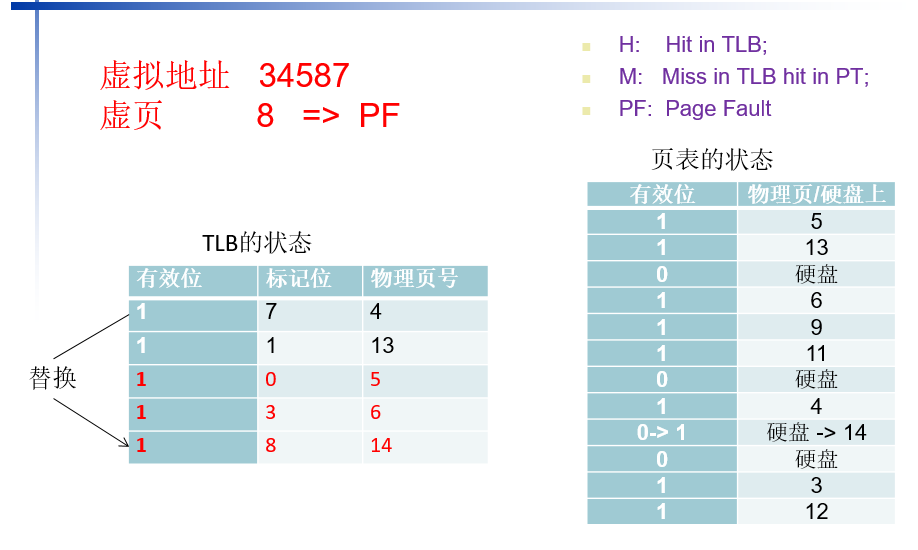 虚拟地址 34587
虚页 8 => PF
H: Hit in TLB;
M: Miss in TLB hit in PT;
PF: Page Fault
TLB的状态
有效位 标记位 物理页号
1 7 4
1 1 13
1 0 5
1 3 6
1 8 14
替换
页表的状态
有效位 物理页/硬盘上
1 5
1 13
0 硬盘
1 6
1 9
1 11
0 硬盘
1 4
0-> 1 硬盘 -> 14
0 硬盘
1 3
1 12